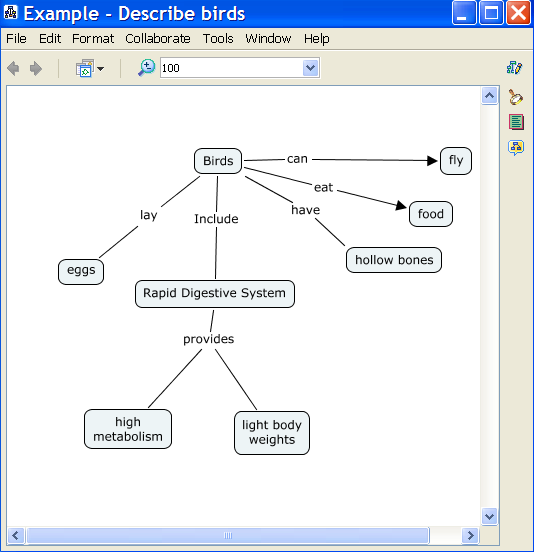 Example - Describe birds
File Edit Format Collaborate Tools Window Help
100
Birds
can
fly
eat
food
have
hollow bones
lay
eggs
Include
Rapid Digestive System
provides
high
metabolism
light body
weights